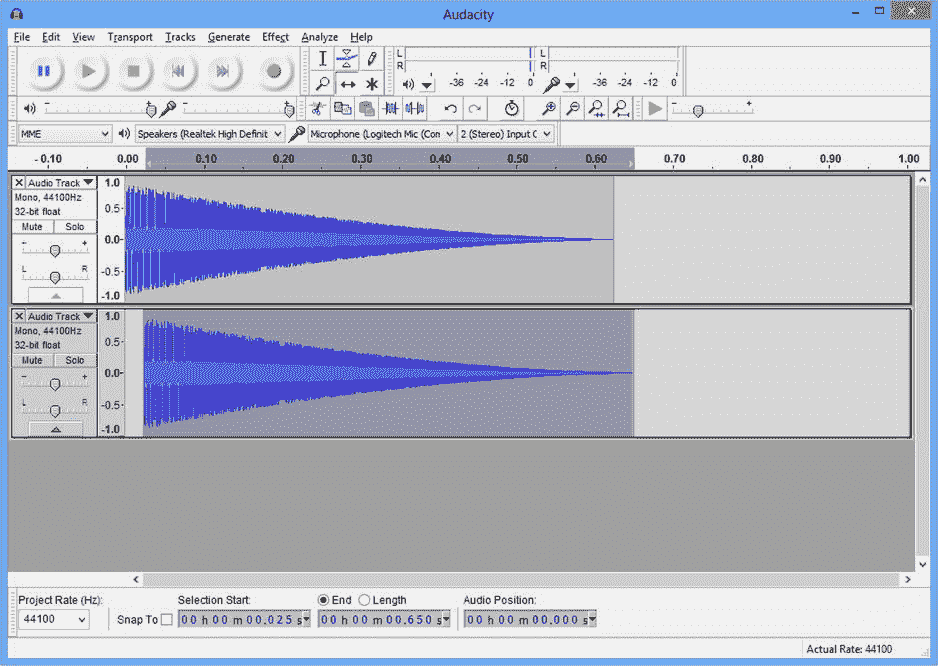 Audacity
File Edit View Transport Tracks Generate Effect Analyze Help
L L
R R
-36 -24 -12 0 -36 -24 -12 0
- + - + - +
MME Speakers (Realtek High Definit Microphone (Logitech Mic (Con 2 (Stereo) Input C
-0.10 0.00 0.10 0.20 0.30 0.40 0.50 0.60 0.70 0.80 0.90 1.00
Audio Track 1.0
Mono, 44100Hz
32-bit float 0.5
Mute Solo
- + 0.0
L R
-0.5
-1.0
Audio Track 1.0
Mono, 44100Hz
32-bit float 0.5
Mute Solo
- + 0.0
L R
-0.5
-1.0
Project Rate (Hz): Selection Start: End Length Audio Position:
44100 Snap To 00 h 00 m 00.025 s 00 h 00 m 00.650 s 00 h 00 m 00.000 s
Actual Rate: 44100